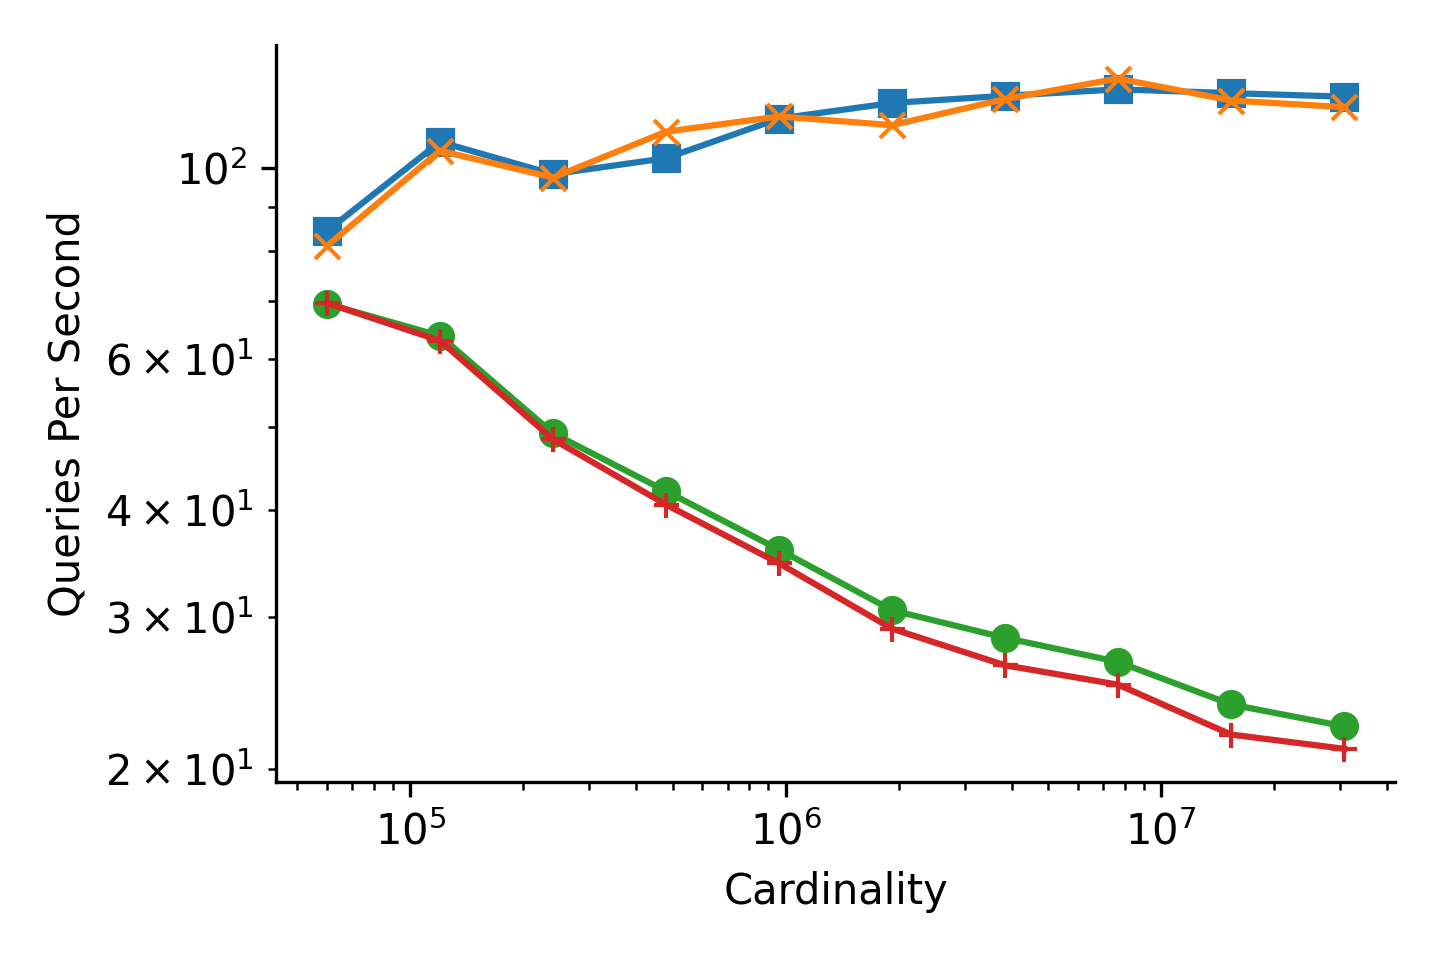 10²
6 × 10¹
4 × 10¹
3 × 10¹
2 × 10¹
Queries Per Second
10⁵ 10⁶ 10⁷
Cardinality